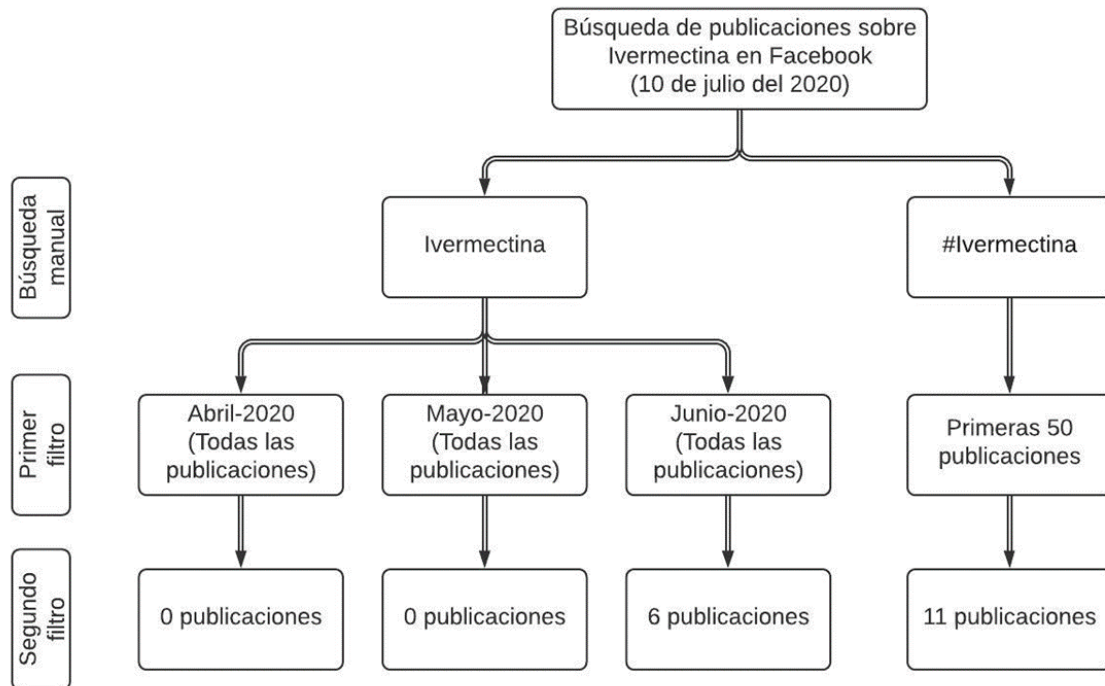 Búsqueda de publicaciones sobre
Ivermectina en Facebook
(10 de julio del 2020)
Búsqueda
manual
Ivermectina
#Ivermectina
Primer
filtro
Abril-2020
(Todas las
publicaciones)
Mayo-2020
(Todas las
publicaciones)
Junio-2020
(Todas las
publicaciones)
Primeras 50
publicaciones
Segundo
filtro
0 publicaciones
0 publicaciones
6 publicaciones
11 publicaciones